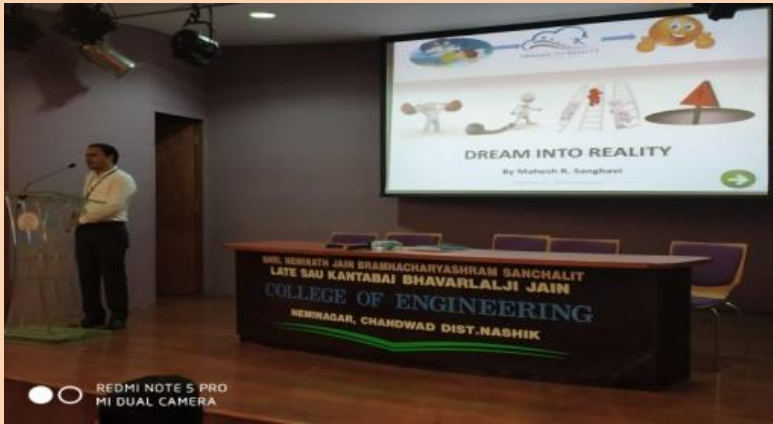 DREAM INTO REALITY
By Mahesh R. Sanghavi
SHRI. NEMINATH JAIN BRAMHACHARYASHRAM SANCHALIT
LATE SAU KANTABAI BHAVARLALJI JAIN
COLLEGE OF ENGINEERING
NEMINAGAR, CHANDWAD DIST.NASHIK
REDMI NOTE 5 PRO
MI DUAL CAMERA